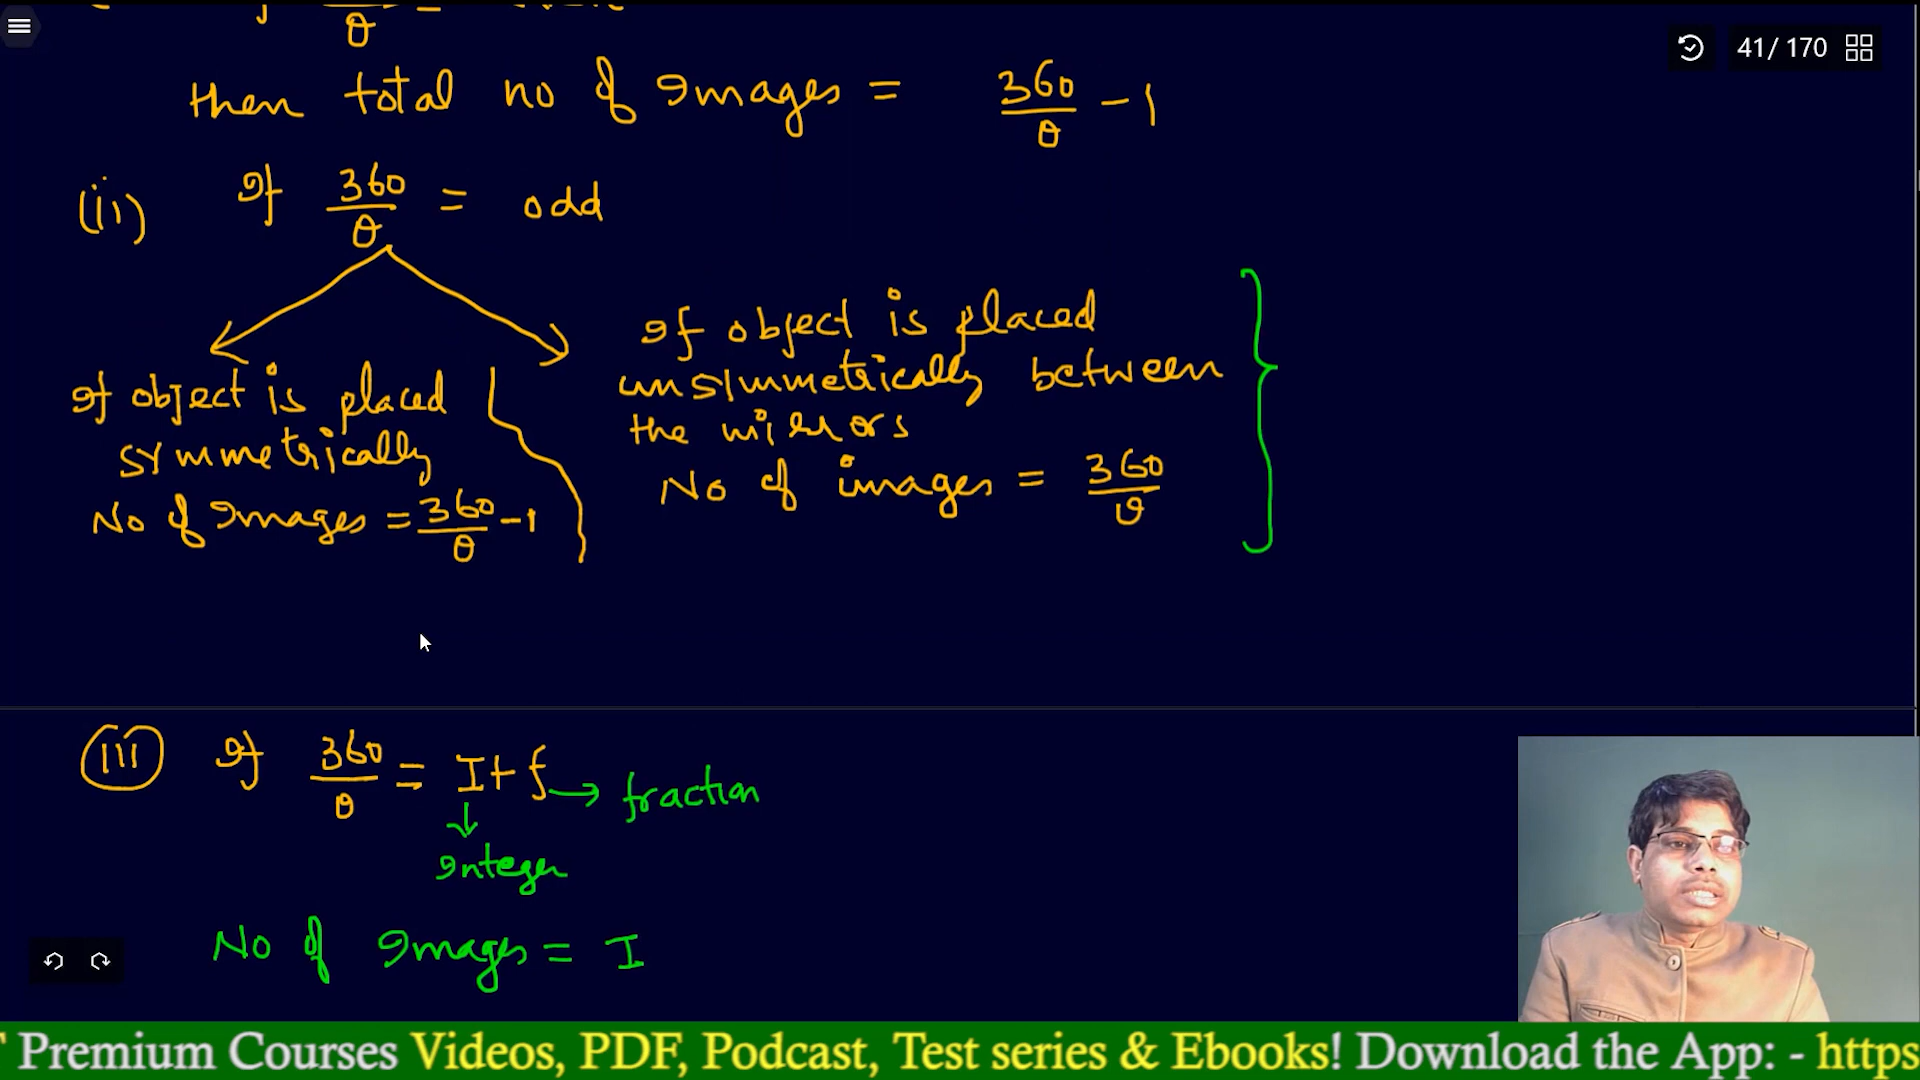 θ
41/ 170
then total no of Images = 360/θ - 1
(ii) If 360/θ = odd
If object is placed symmetrically
No of Images = 360/θ - 1
If object is placed
unsymmetrically between
the mirrors
No of images = 360/θ
(III) If 360/θ = I + f → fraction
Integer
No of Images = I
Premium Courses Videos, PDF, Podcast, Test series & Ebooks! Download the App: - https